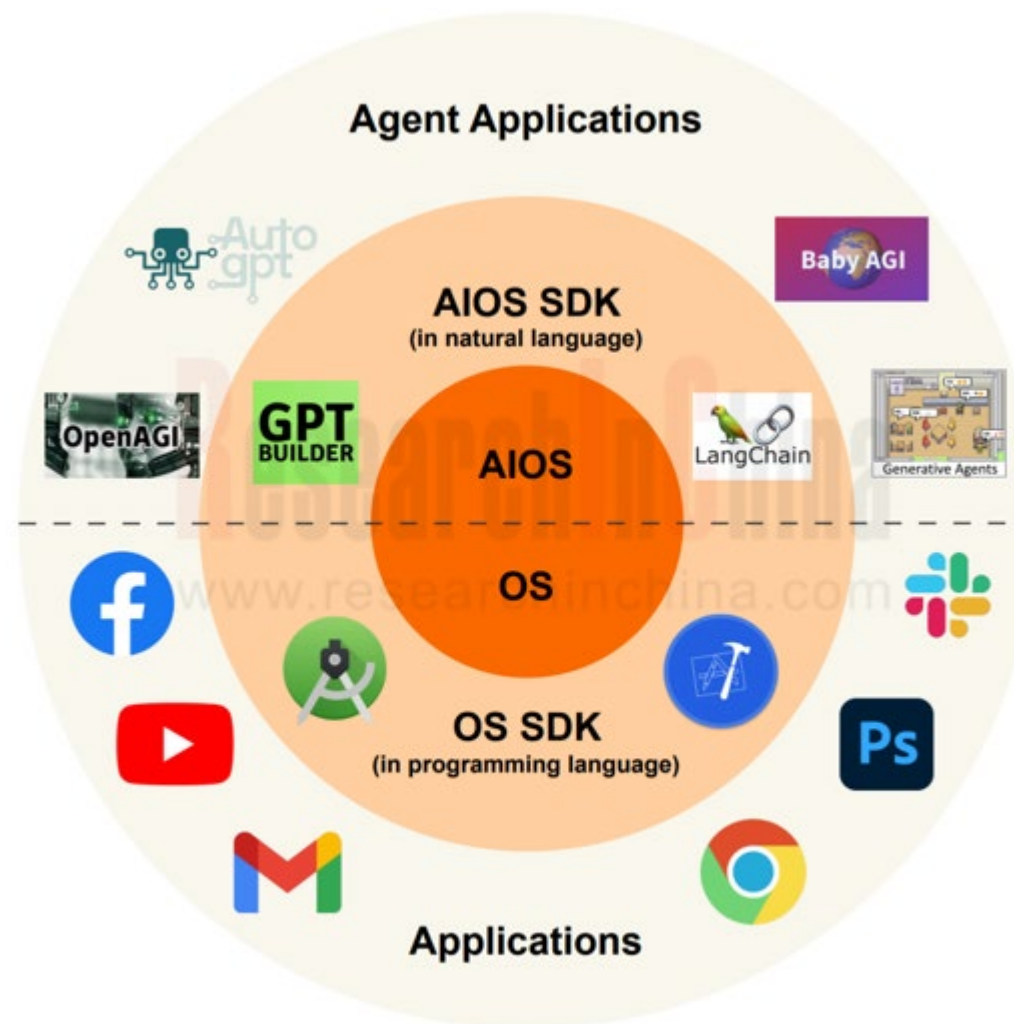 Agent Applications
Auto
gpt
Baby AGI
AIOS SDK
(in natural language)
OpenAGI
GPT
BUILDER
AIOS
LangChain
Generative Agents
ResearchInChina
www.researchinchina.com
OS
OS SDK
(in programming language)
Ps
Applications